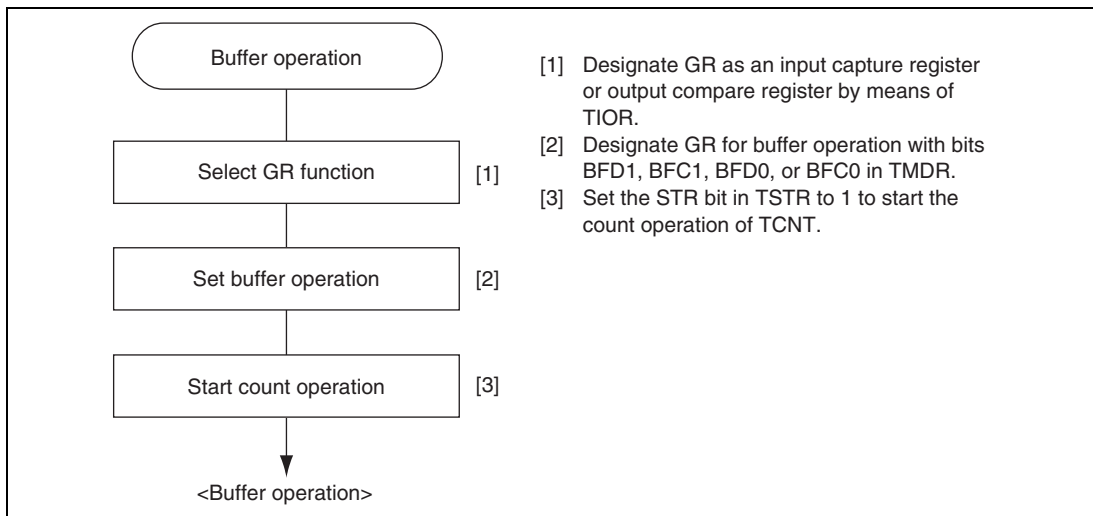 Buffer operation
Select GR function
[1]
Set buffer operation
[2]
Start count operation
[3]
<Buffer operation>
[1] Designate GR as an input capture register
or output compare register by means of
TIOR.
[2] Designate GR for buffer operation with bits
BFD1, BFC1, BFD0, or BFC0 in TMDR.
[3] Set the STR bit in TSTR to 1 to start the
count operation of TCNT.